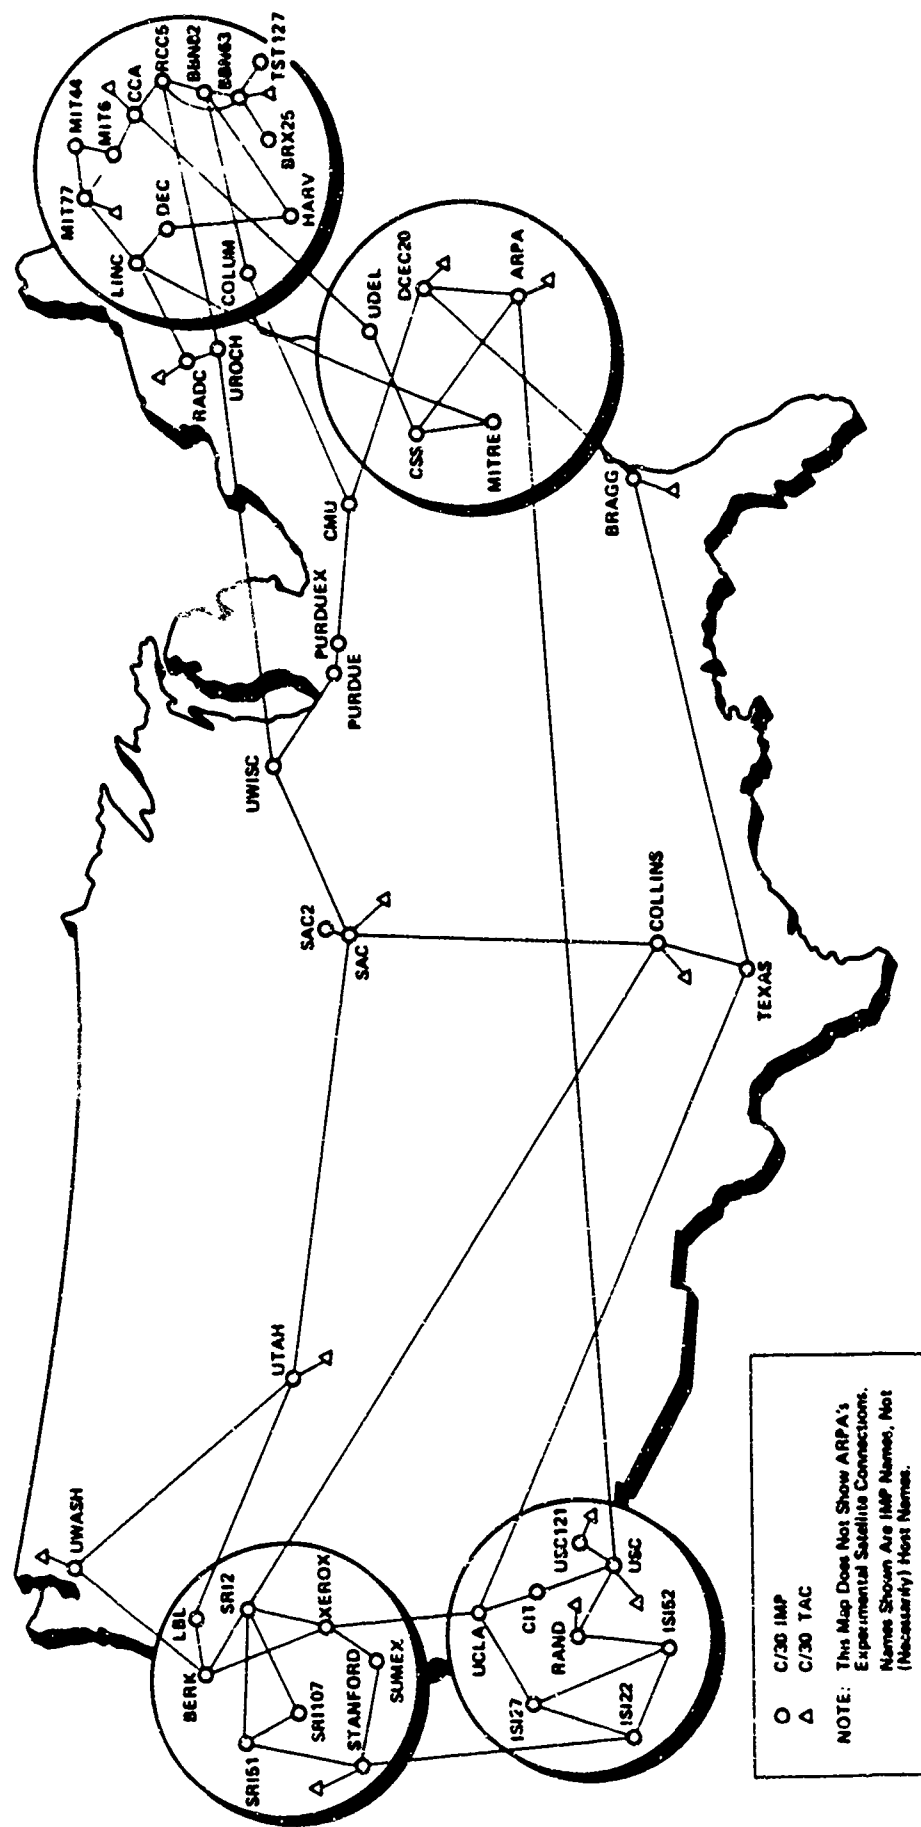 UWASH
LBL
BERK
SRI2
XEROX
SRI51
SRI107
STANFORD
SUMEX
UCLA
CIT
USC121
USC
RAND
ISI52
ISI27
ISI22
UTAH
SAC2
SAC
COLLINS
TEXAS
UWISC
PURDUE
PURDUEX
CMU
BRAGG
RADC
UROCH
MIT44
MIT77
MIT6
CCA
RCC5
BBN82
BBN63
TST127
BRX25
LINC
DEC
HARV
COLUM
UDEL
DCEC20
ARPA
CSS
MITRE
C/30 IMP
C/30 TAC
NOTE: This Map Does Not Show ARPA's
Experimental Satellite Connections.
Names Shown Are IMP Names, Not
(Necessarily) Host Names.